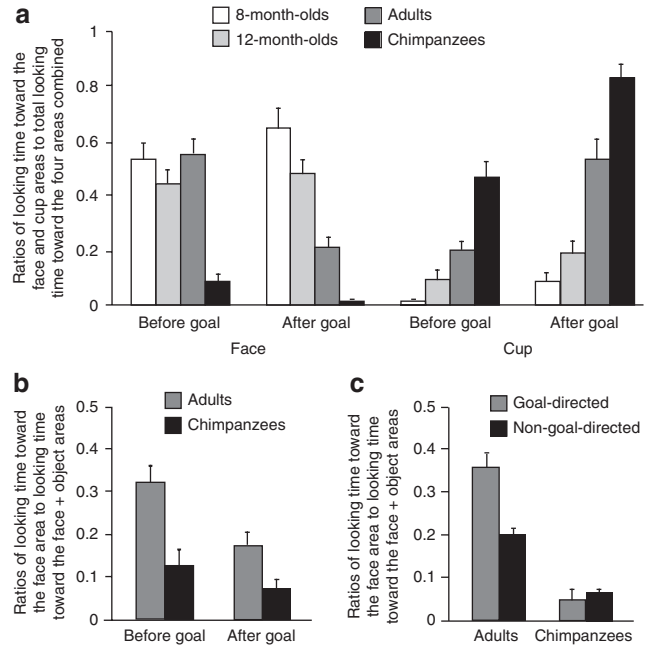 a
8-month-olds
12-month-olds
Adults
Chimpanzees
Ratios of looking time toward the
face and cup areas to total looking
time toward the four areas combined
1
0.8
0.6
0.4
0.2
0
Before goal After goal Before goal After goal
Face Cup
b
Adults
Chimpanzees
Ratios of looking time toward
the face area to looking time
toward the face + object areas
0.5
0.4
0.3
0.2
0.1
0
Before goal After goal
c
Goal-directed
Non-goal-directed
Ratios of looking time toward
the face area to looking time
toward the face + object areas
0.5
0.4
0.3
0.2
0.1
0
Adults Chimpanzees